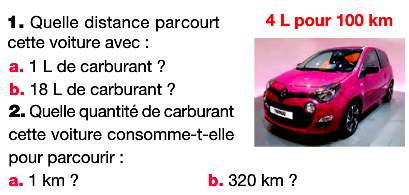 1. Quelle distance parcourt
cette voiture avec :
a. 1 L de carburant ?
b. 18 L de carburant ?
2. Quelle quantité de carburant
cette voiture consomme-t-elle
pour parcourir :
a. 1 km ? b. 320 km ?
4 L pour 100 km